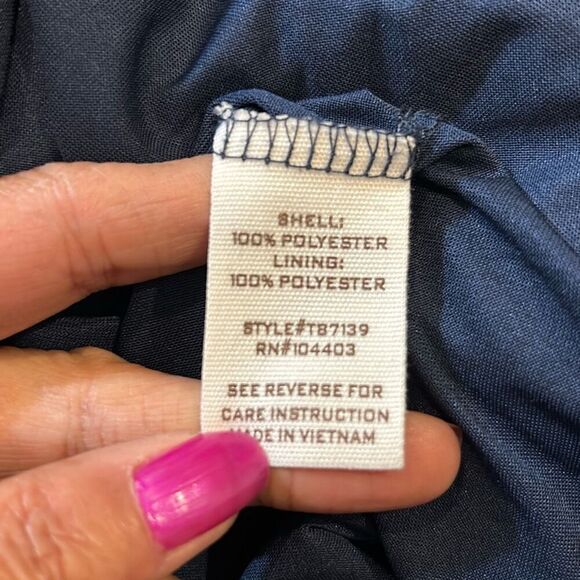 SHELL:
100% POLYESTER
LINING:
100% POLYESTER
STYLE#TB7139
RN#104403
SEE REVERSE FOR
CARE INSTRUCTION
MADE IN VIETNAM